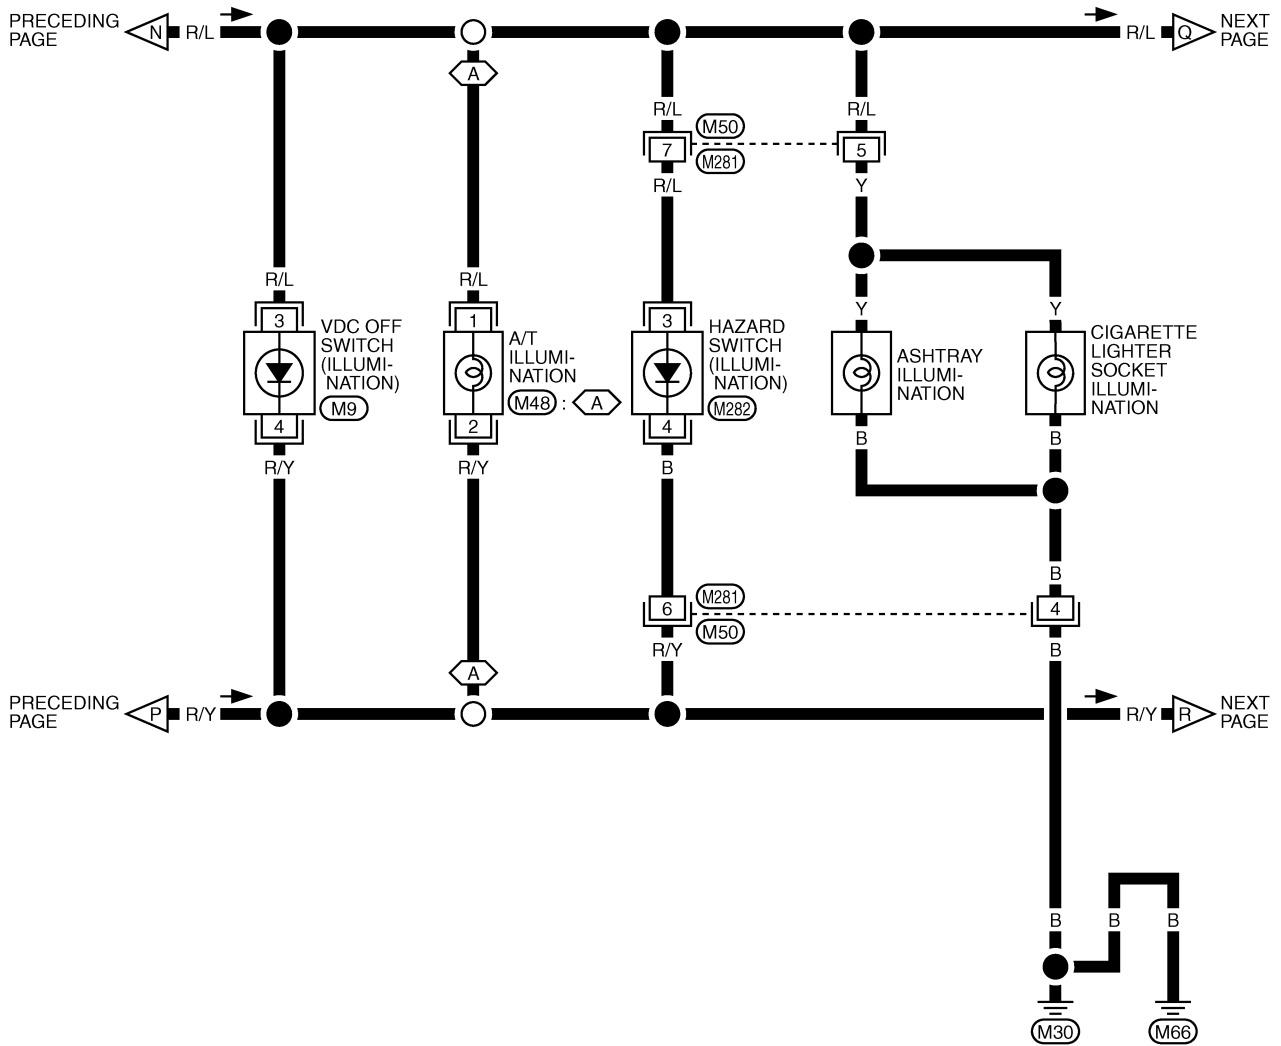 PRECEDING
PAGE
N
R/L
A
R/L
Q
NEXT
PAGE
R/L
R/L
7
M50
M281
5
R/L
Y
R/L
R/L
Y
Y
3
4
VDC OFF
SWITCH
(ILLUMI-
NATION)
M9
1
2
A/T
ILLUMI-
NATION
M48 : A
3
4
HAZARD
SWITCH
(ILLUMI-
NATION)
M282
ASHTRAY
ILLUMI-
NATION
CIGARETTE
LIGHTER
SOCKET
ILLUMI-
NATION
R/Y
R/Y
B
B
B
B
6
M281
M50
4
R/Y
B
A
PRECEDING
PAGE
P
R/Y
R/Y
R
NEXT
PAGE
B
B
B
M30
M66